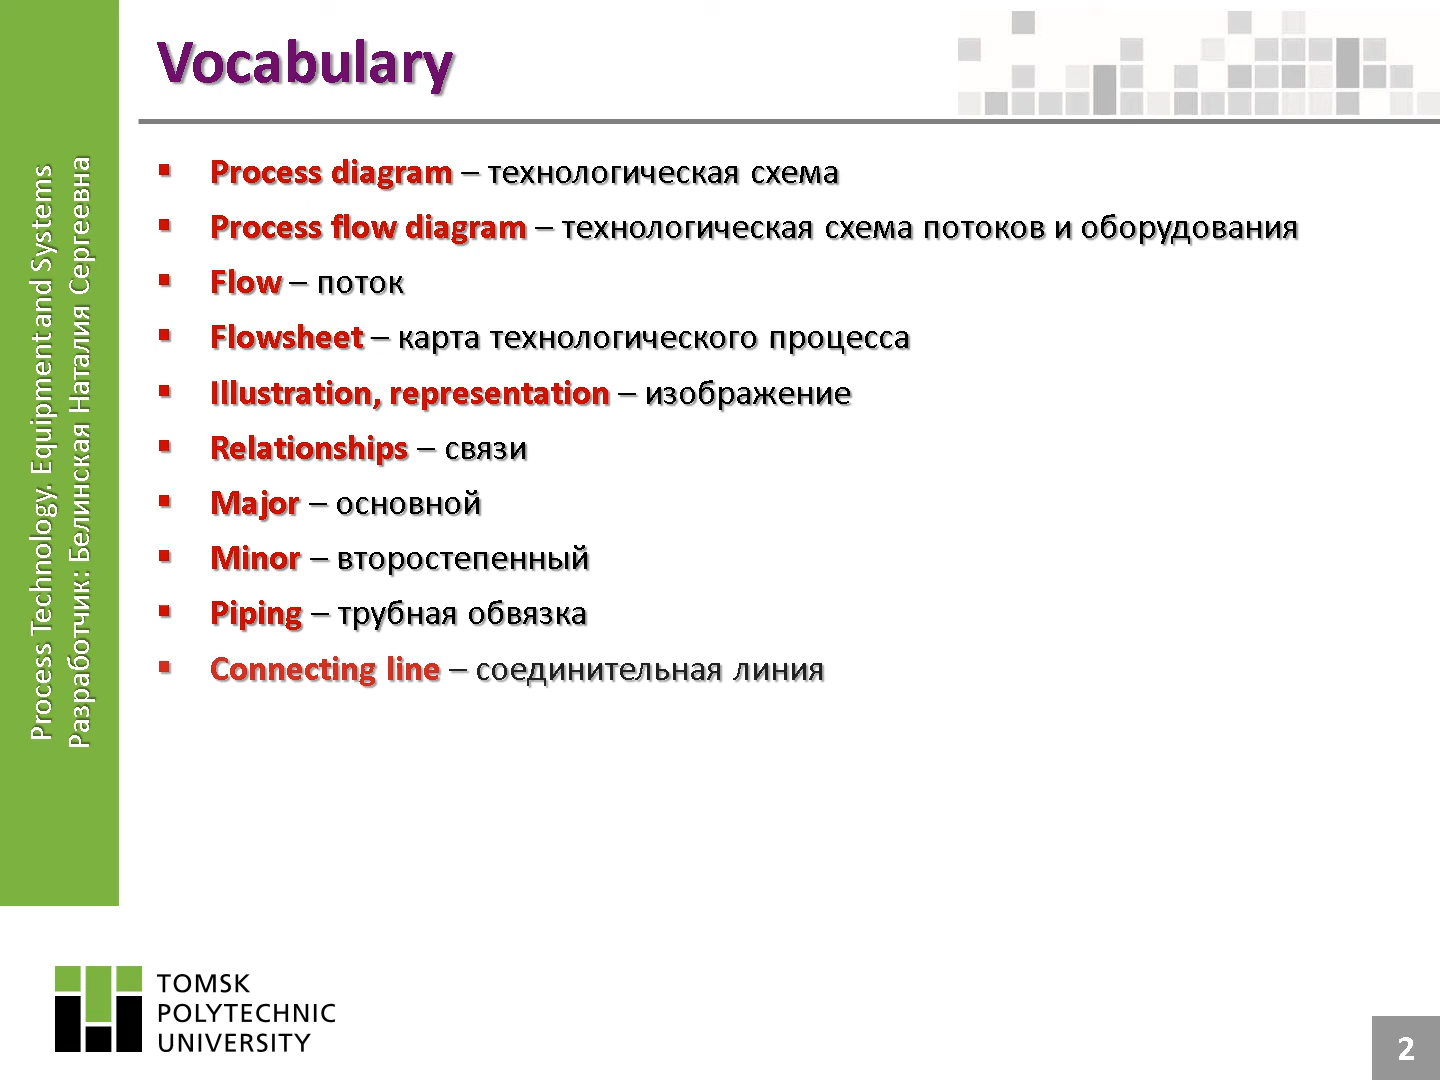 Vocabulary
Process Technology. Equipment and Systems
Разработчик: Белинская Наталия Сергеевна
▪ Process diagram – технологическая схема
▪ Process flow diagram – технологическая схема потоков и оборудования
▪ Flow – поток
▪ Flowsheet – карта технологического процесса
▪ Illustration, representation – изображение
▪ Relationships – связи
▪ Major – основной
▪ Minor – второстепенный
▪ Piping – трубная обвязка
▪ Connecting line – соединительная линия
TOMSK
POLYTECHNIC
UNIVERSITY
2